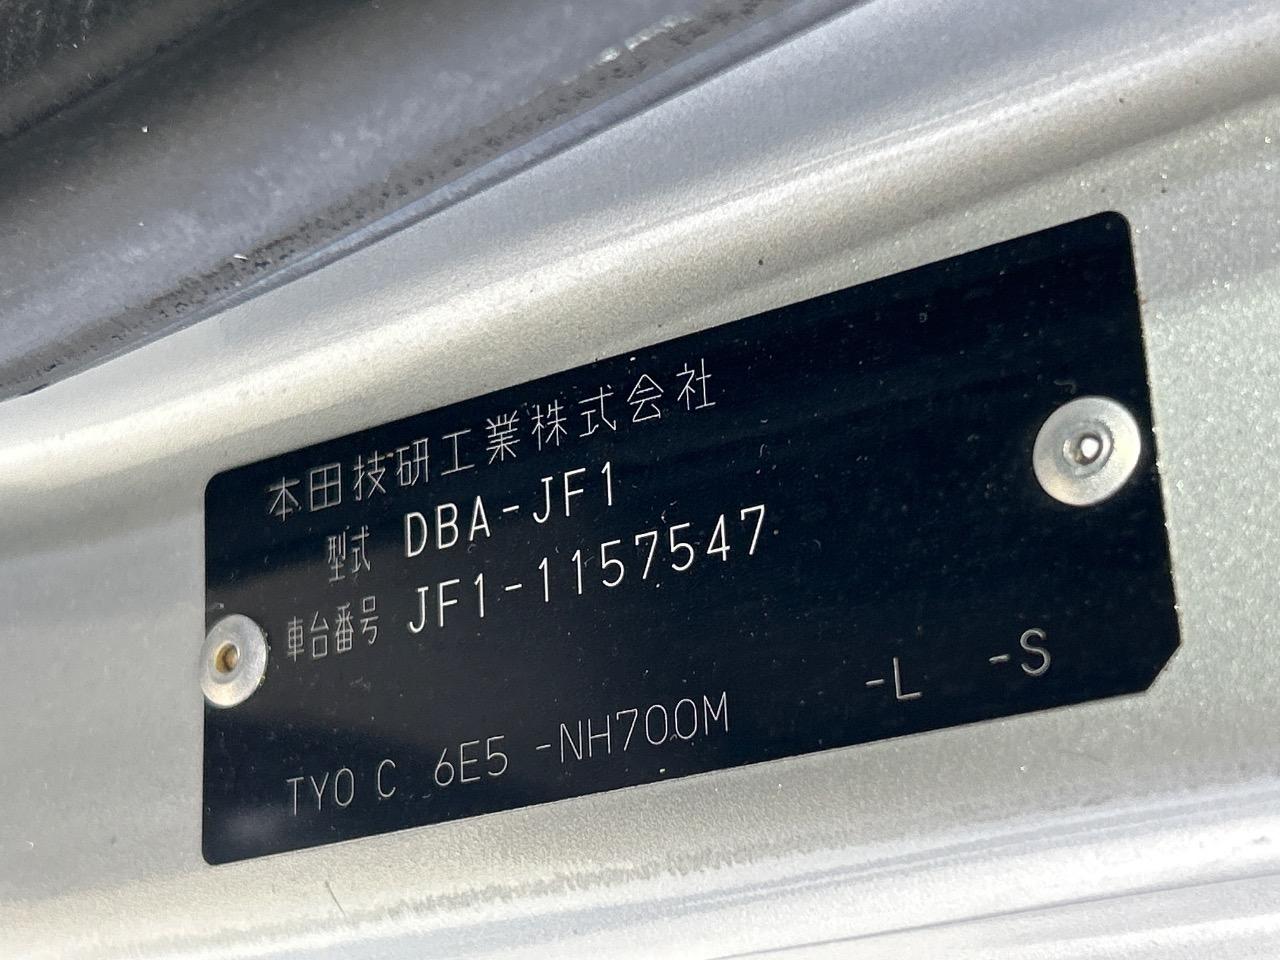 本田技研工業株式会社
型式 DBA-JF1
車台番号 JF1-1157547
-L -S
TY0 C 6E5 -NH700M